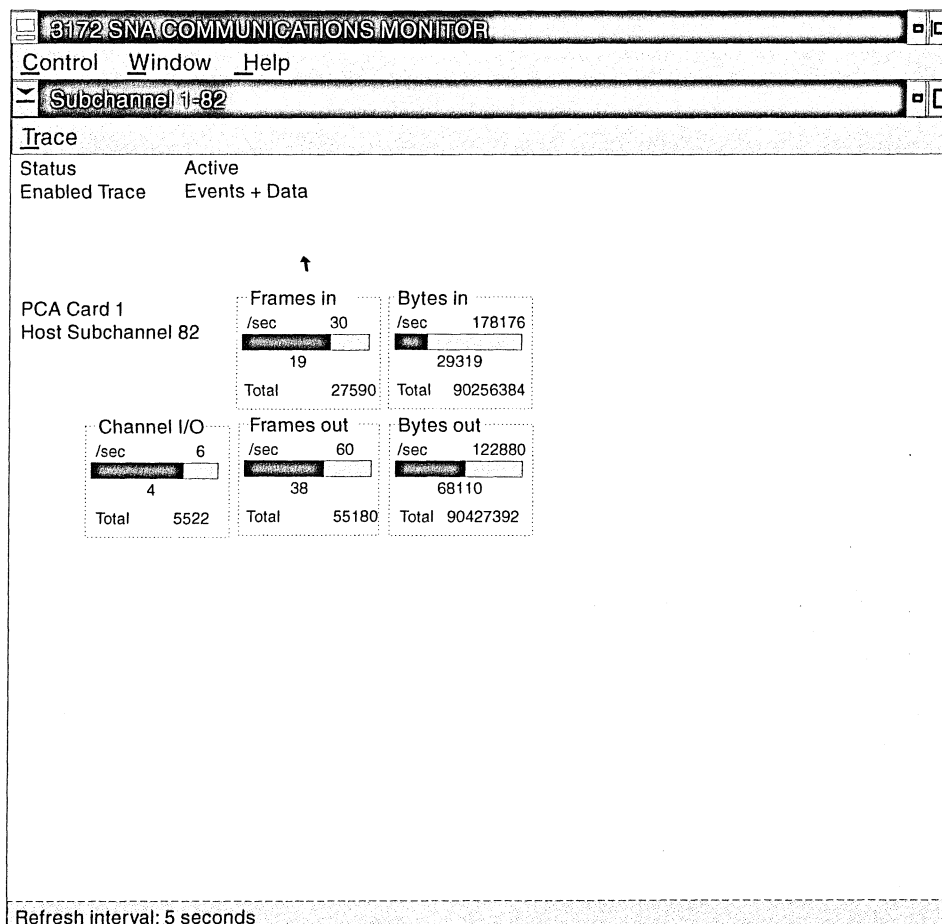 3172 SNA COMMUNICATIONS MONITOR
Control Window Help
Subchannel 1-82
Trace
Status Active
Enabled Trace Events + Data
PCA Card 1
Host Subchannel 82
Frames in
/sec 30
19
Total 27590
Bytes in
/sec 178176
29319
Total 90256384
Channel I/O
/sec 6
4
Total 5522
Frames out
/sec 60
38
Total 55180
Bytes out
/sec 122880
68110
Total 90427392
Refresh interval: 5 seconds